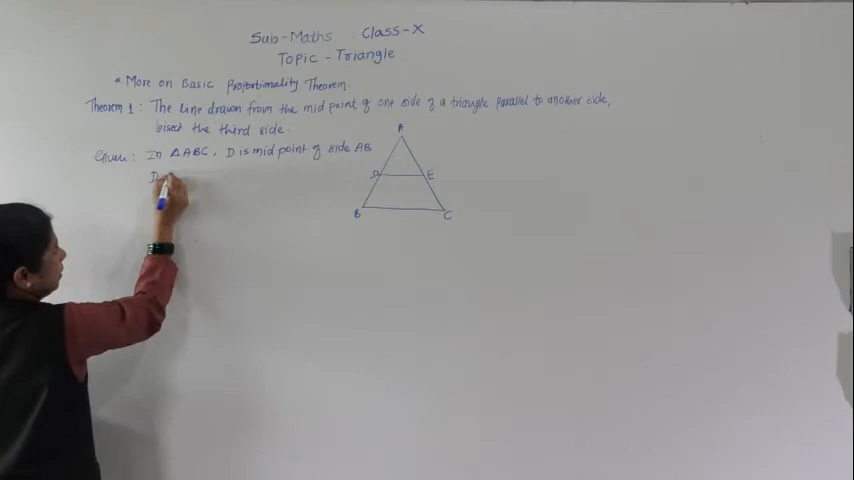 Sub-Maths . Class-X
Topic - Triangle
* More on Basic Proportionality Theorem.
Theorem 1: The line drawn from the mid point of one side of a triangle parallel to another side,
bisect the third side.
Given: In △ABC, D is mid point of side AB
D
A
D E
B C